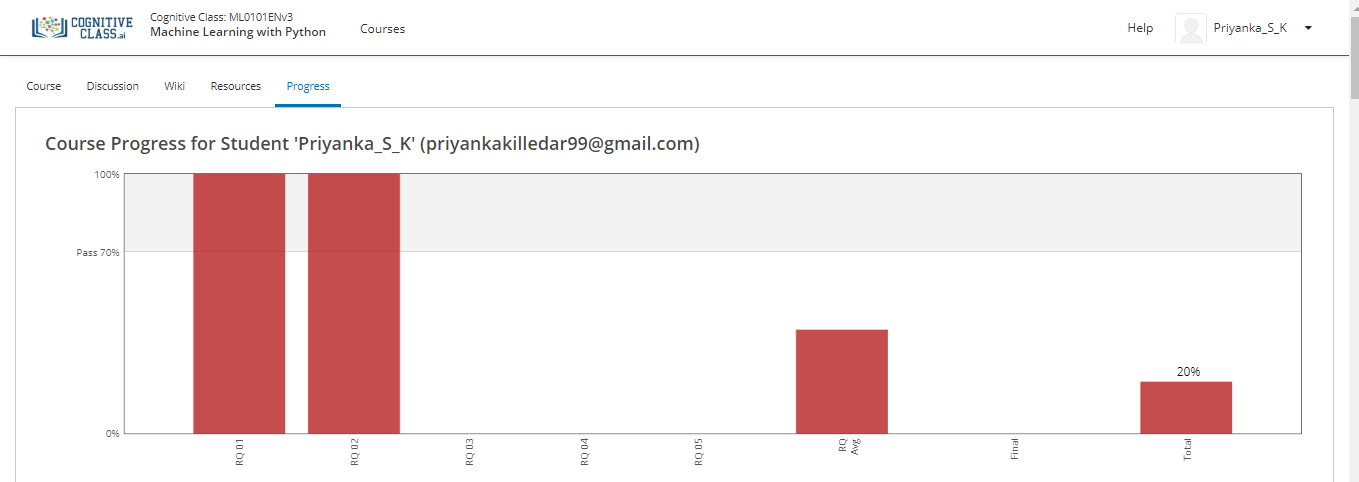 COGNITIVE
CLASS.ai
Cognitive Class: ML0101ENv3
Machine Learning with Python
Courses
Help
Priyanka_S_K
Course Discussion Wiki Resources Progress
Course Progress for Student 'Priyanka_S_K' (priyankakilledar99@gmail.com)
100%
Pass 70%
20%
0%
RQ 01
RQ 02
RQ 03
RQ 04
RQ 05
RQ
Avg
Final
Total